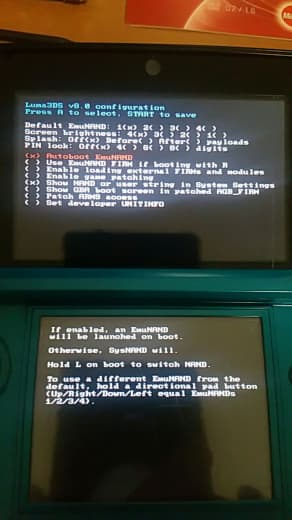 Luma3DS v8.0 configuration
Press A to select, START to save
Default EmuNAND: 1(x) 2( ) 3( ) 4( )
Screen brightness: 4(x) 3( ) 2( ) 1( )
Splash: Off(x) Before( ) After( ) payloads
PIN lock: Off(x) 4( ) 6( ) 8( ) digits
(x) Autoboot EmuNAND
( ) Use EmuNAND FIRM if booting with R
( ) Enable loading external FIRMs and modules
( ) Enable game patching
(x) Show NAND or user string in System Settings
( ) Show GBA boot screen in patched AGB_FIRM
( ) Patch ARM9 access
( ) Set developer UNITINFO
If enabled, an EmuNAND
will be launched on boot.
Otherwise, SysNAND will.
Hold L on boot to switch NAND.
To use a different EmuNAND from the
default, hold a directional pad button
(Up/Right/Down/Left equal EmuNANDs
1/2/3/4).